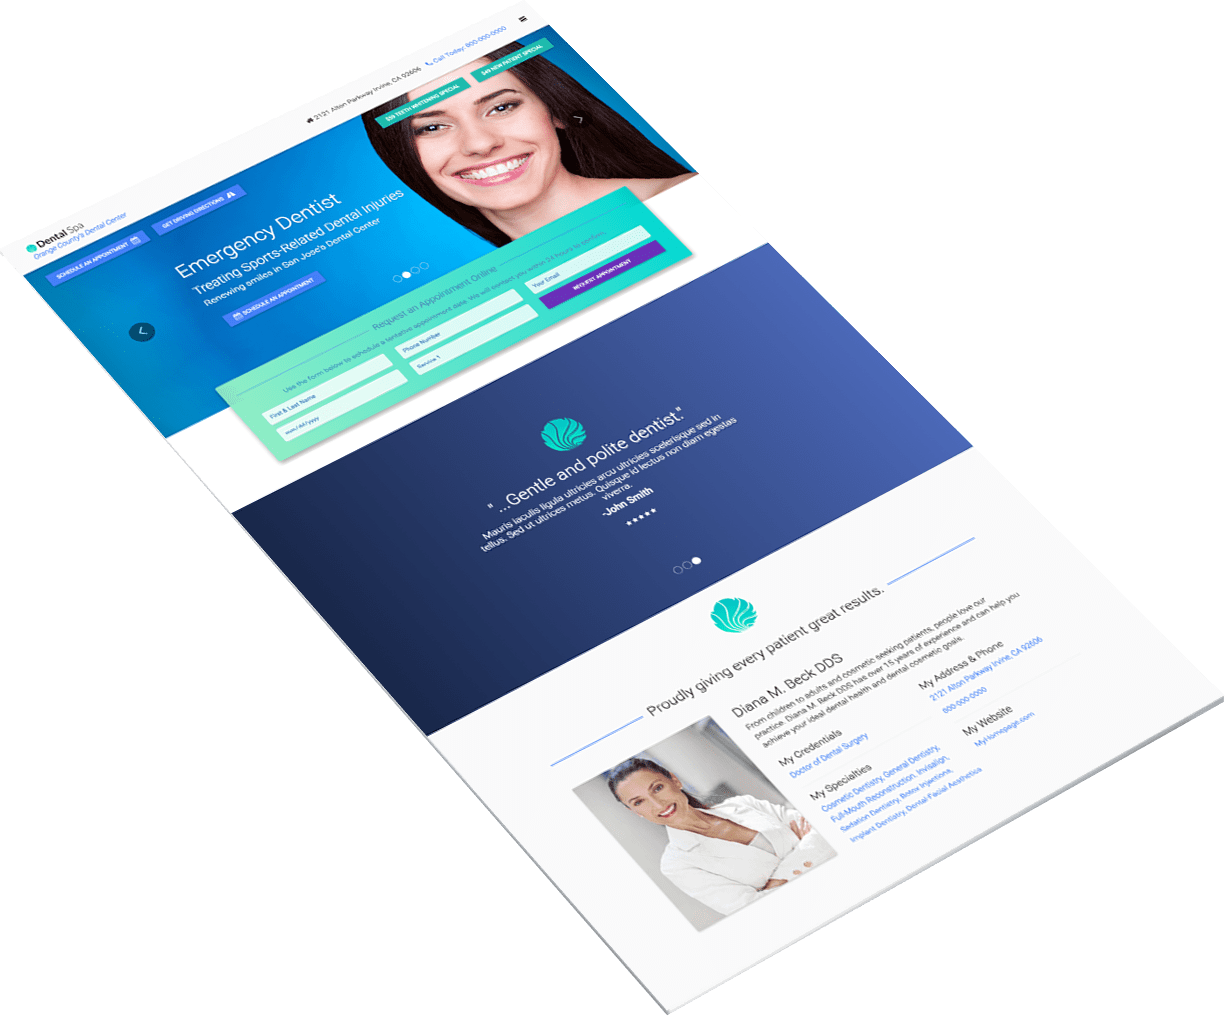 Dental Spa
Orange County's Dental Center
2121 Alton Parkway Irvine, CA 92606
Call Today: 800-000-0000
SCHEDULE AN APPOINTMENT
GET DRIVING DIRECTIONS
$99 TEETH WHITENING SPECIAL
$49 NEW PATIENT SPECIAL
Emergency Dentist
Treating Sports-Related Dental Injuries
Renewing smiles in San Jose's Dental Center
SCHEDULE AN APPOINTMENT
Request an Appointment Online
Use the form below to schedule a tentative appointment date. We will contact you within 24 hours to confirm.
First & Last Name
Phone Number
Your Email
mm/dd/yyyy
Service 1
REQUEST APPOINTMENT
" ...Gentle and polite dentist."
Mauris iaculis ligula ultricies arcu ultricies scelerisque sed in
tellus. Sed ut ultrices metus. Quisque id lectus non diam egestas
viverra.
-John Smith
Proudly giving every patient great results.
Diana M. Beck DDS
From children to adults and cosmetic seeking patients, people love our
practice. Diana M. Beck DDS has over 15 years of experience and can help you
achieve your ideal dental health and dental cosmetic goals.
My Credentials
Doctor of Dental Surgery
My Specialties
Cosmetic Dentistry, General Dentistry,
Full-Mouth Reconstruction, Invisalign,
Sedation Dentistry, Botox Injections,
Implant Dentistry, Dental Facial Aesthetics
My Address & Phone
2121 Alton Parkway Irvine, CA 92606
800-000-0000
My Website
MyHomepage.com